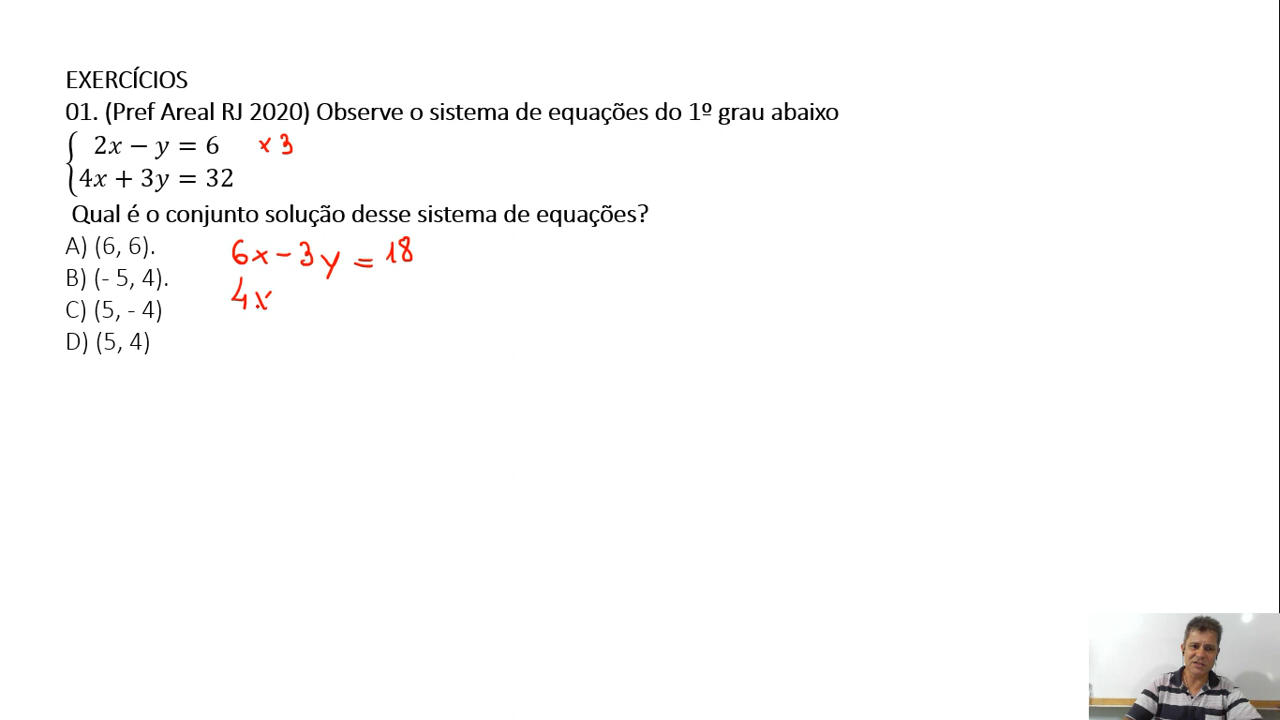 EXERCÍCIOS
01. (Pref Areal RJ 2020) Observe o sistema de equações do 1º grau abaixo
2x − y = 6 × 3
4x + 3y = 32
Qual é o conjunto solução desse sistema de equações?
A) (6, 6).
6x − 3y = 18
B) (- 5, 4).
4x
C) (5, - 4)
D) (5, 4)